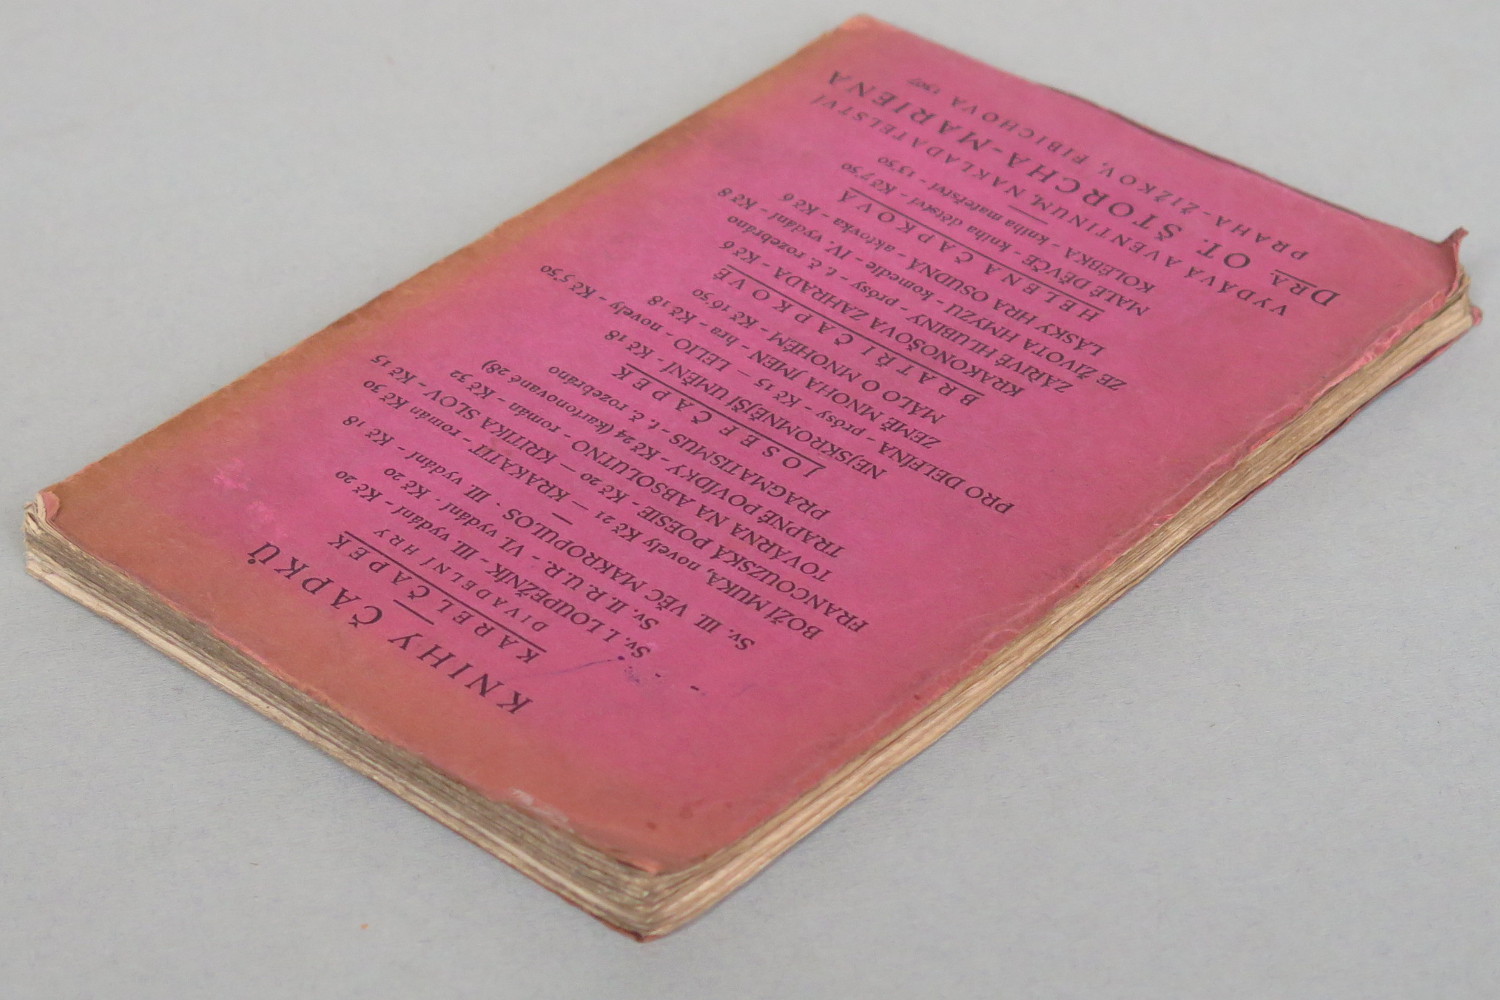 KNIHY ČAPKŮ
KAREL ČAPEK
DIVADELNÍ HRY
Sv. I. LOUPEŽNÍK - III. vydání - Kč 20
Sv. II. R. U. R. - VI. vydání - Kč 20
Sv. III. VĚC MAKROPULOS - III. vydání - Kč 18
BOŽÍ MUKA, novely Kč 21 — KRAKATIT - román Kč 30
FRANCOUZSKÁ POESIE - Kč 20 — KRITIKA SLOV - Kč 15
TOVÁRNA NA ABSOLUTNO - román - Kč 32
TRAPNÉ POVÍDKY - Kč 24 (kartonované 28)
PRAGMATISMUS - t. č. rozebráno
JOSEF ČAPEK
NEJSKROMNĚJŠÍ UMĚNÍ - Kč 18
PRO DELFÍNA - prósy - Kč 15 — LELIO - novely - Kč 5'50
ZEMĚ MNOHA JMEN - hra - Kč 18
MÁLO O MNOHÉM - Kč 16'50
BRATŘI ČAPKOVÉ
KRAKONOŠOVA ZAHRADA - Kč 6
ZÁŘIVÉ HLUBINY - prósy - t. č. rozebráno
ZE ŽIVOTA HMYZU - komedie - IV. vydání - Kč 8
LÁSKY HRA OSUDNÁ - aktovka - Kč 6
HELENA ČAPKOVÁ
MALÉ DĚVČE - kniha dětství - Kč 7'50
KOLÉBKA - kniha mateřství - 13'50
VYDÁVÁ AVENTINUM, NAKLADATELSTVÍ
DRA. OT. ŠTORCHA-MARIENA
PRAHA - ŽIŽKOV, FIBICHOVA 1507